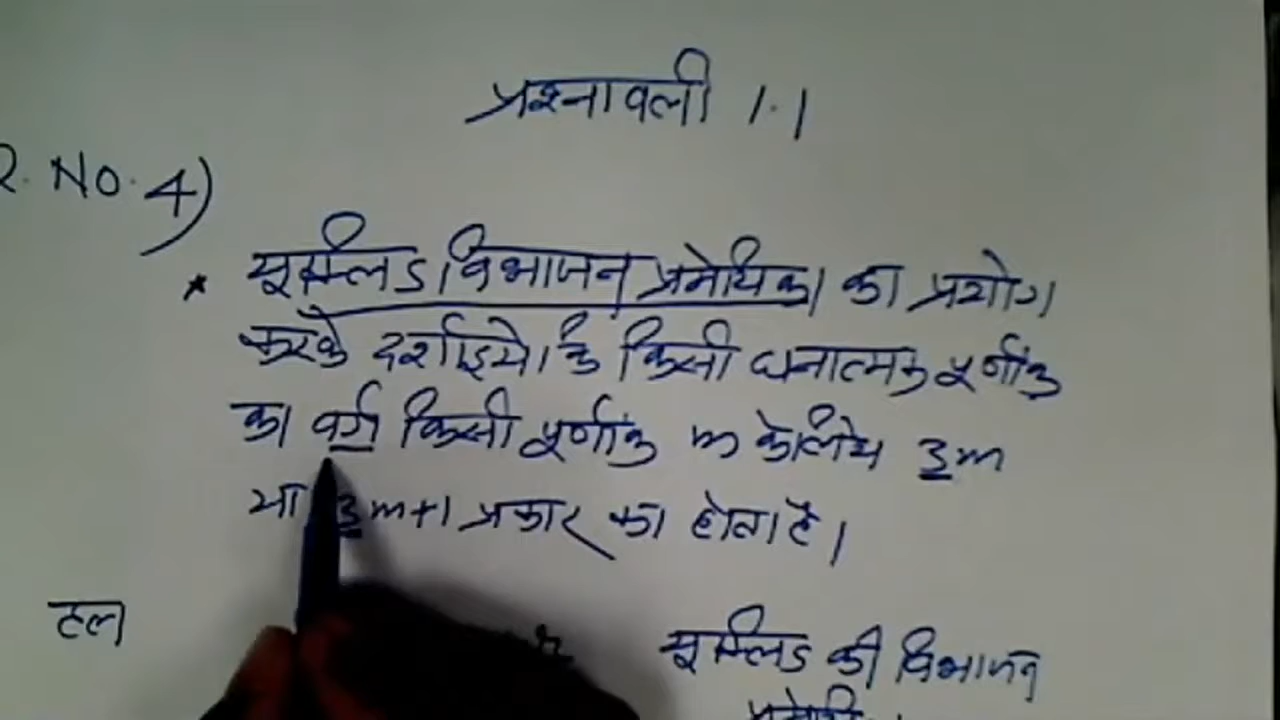 प्रश्नावली 1.1
No. 4)
* यूक्लिड विभाजन प्रमेयिका का प्रयोग
करके दर्शाइये कि किसी धनात्मक पूर्णांक
का वर्ग किसी पूर्णांक m के लिये 3m
या 3m+1 प्रकार का होता है।
हल
यूक्लिड की विभाजन